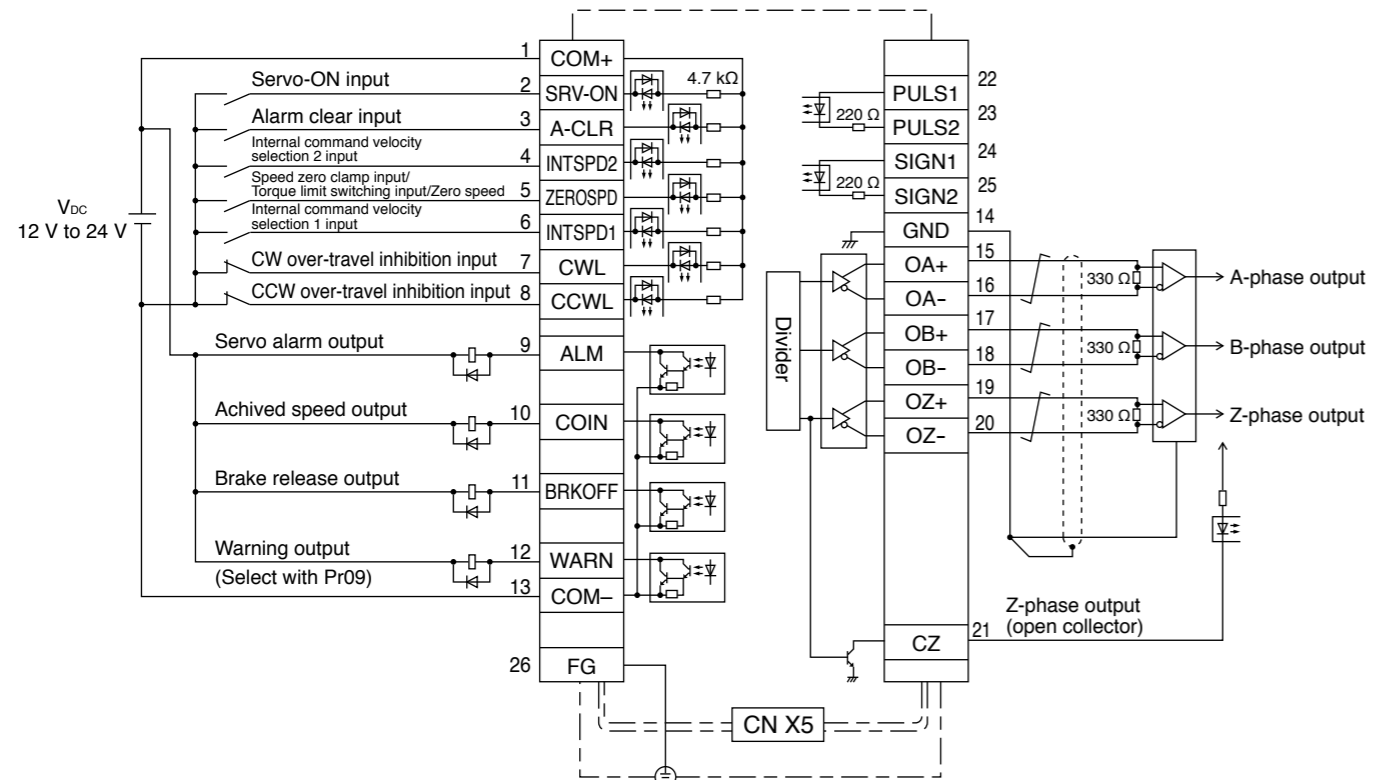 VDC
12 V to 24 V
1
COM+
Servo-ON input
2
SRV-ON
4.7 kΩ
Alarm clear input
3
A-CLR
Internal command velocity
selection 2 input
4
INTSPD2
Speed zero clamp input/
Torque limit switching input/Zero speed
5
ZEROSPD
Internal command velocity
selection 1 input
6
INTSPD1
CW over-travel inhibition input
7
CWL
CCW over-travel inhibition input
8
CCWL
Servo alarm output
9
ALM
Achived speed output
10
COIN
Brake release output
11
BRKOFF
Warning output
(Select with Pr09)
12
WARN
13
COM–
26
FG
CN X5
22
PULS1
220 Ω
23
PULS2
24
SIGN1
220 Ω
25
SIGN2
14
GND
Divider
15
OA+
16
OA–
330 Ω
A-phase output
17
OB+
18
OB–
330 Ω
B-phase output
19
OZ+
20
OZ–
330 Ω
Z-phase output
Z-phase output
(open collector)
21
CZ